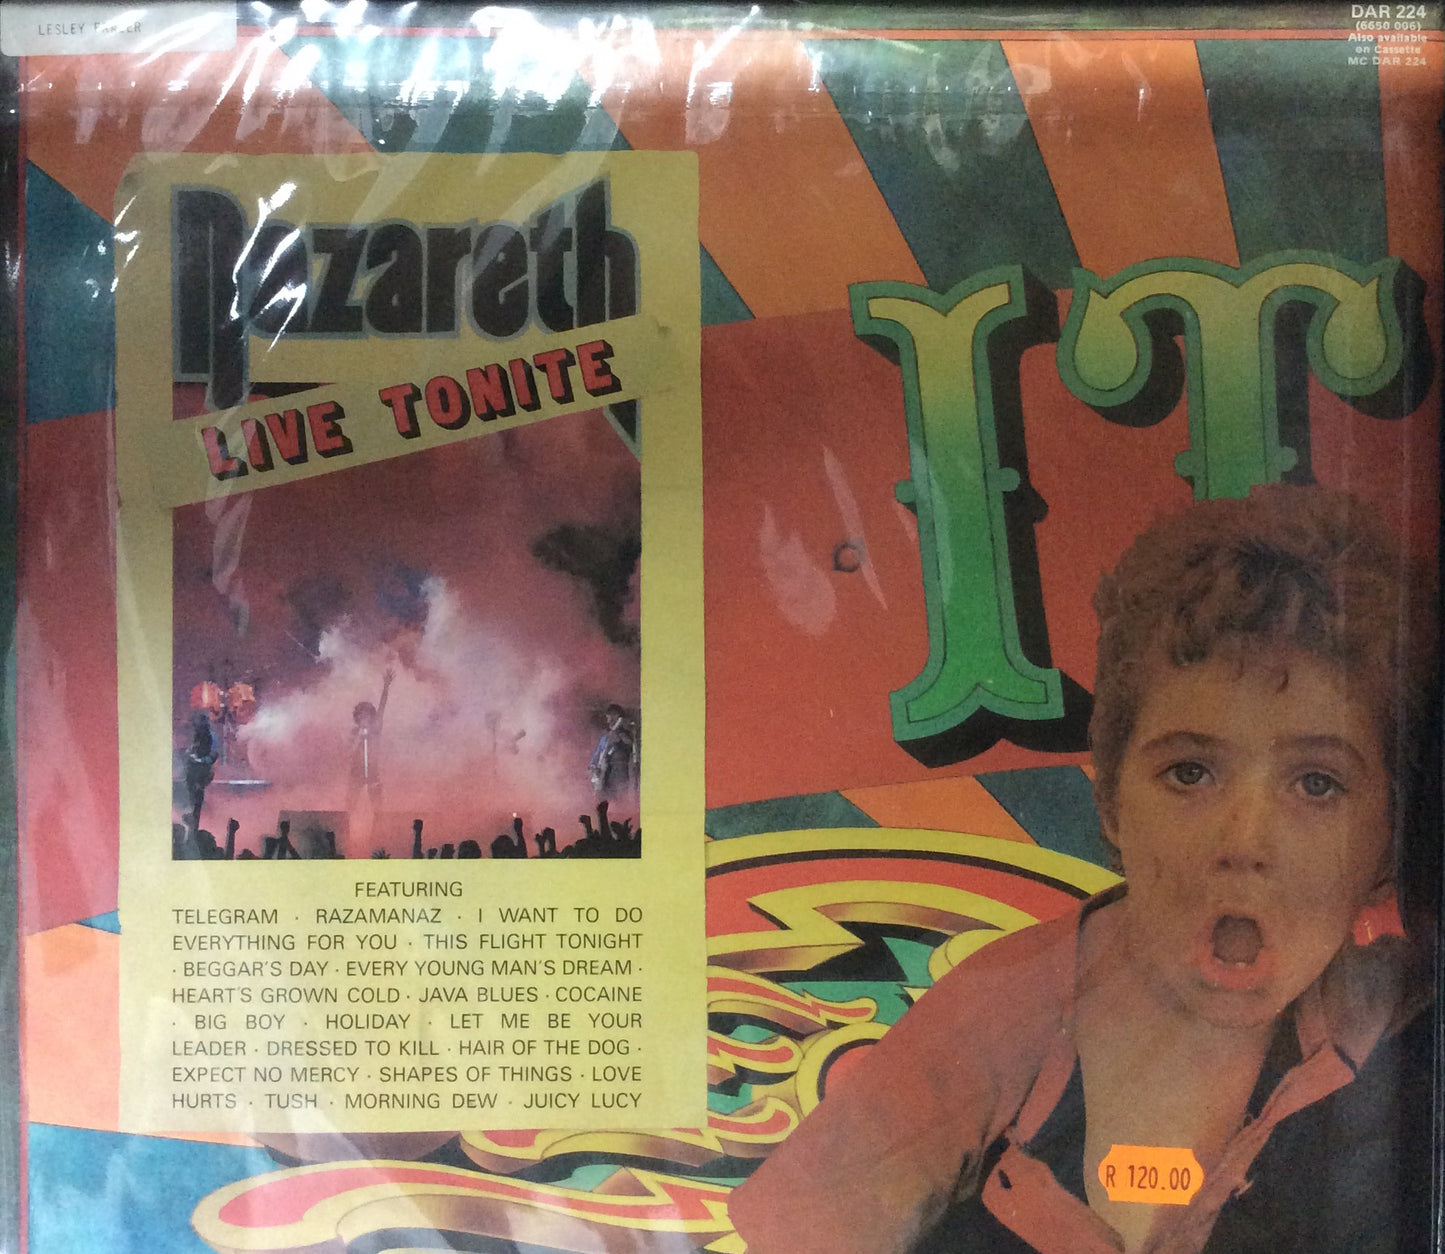 LESLEY
DAR 224
(6650 006)
Also available
on Cassette
MC DAR 224
Nazareth
LIVE TONITE
IT
FEATURING
TELEGRAM · RAZAMANAZ · I WANT TO DO
EVERYTHING FOR YOU · THIS FLIGHT TONIGHT
· BEGGAR'S DAY · EVERY YOUNG MAN'S DREAM ·
HEART'S GROWN COLD · JAVA BLUES · COCAINE
· BIG BOY · HOLIDAY · LET ME BE YOUR
LEADER · DRESSED TO KILL · HAIR OF THE DOG ·
EXPECT NO MERCY · SHAPES OF THINGS · LOVE
HURTS · TUSH · MORNING DEW · JUICY LUCY
R 120.00